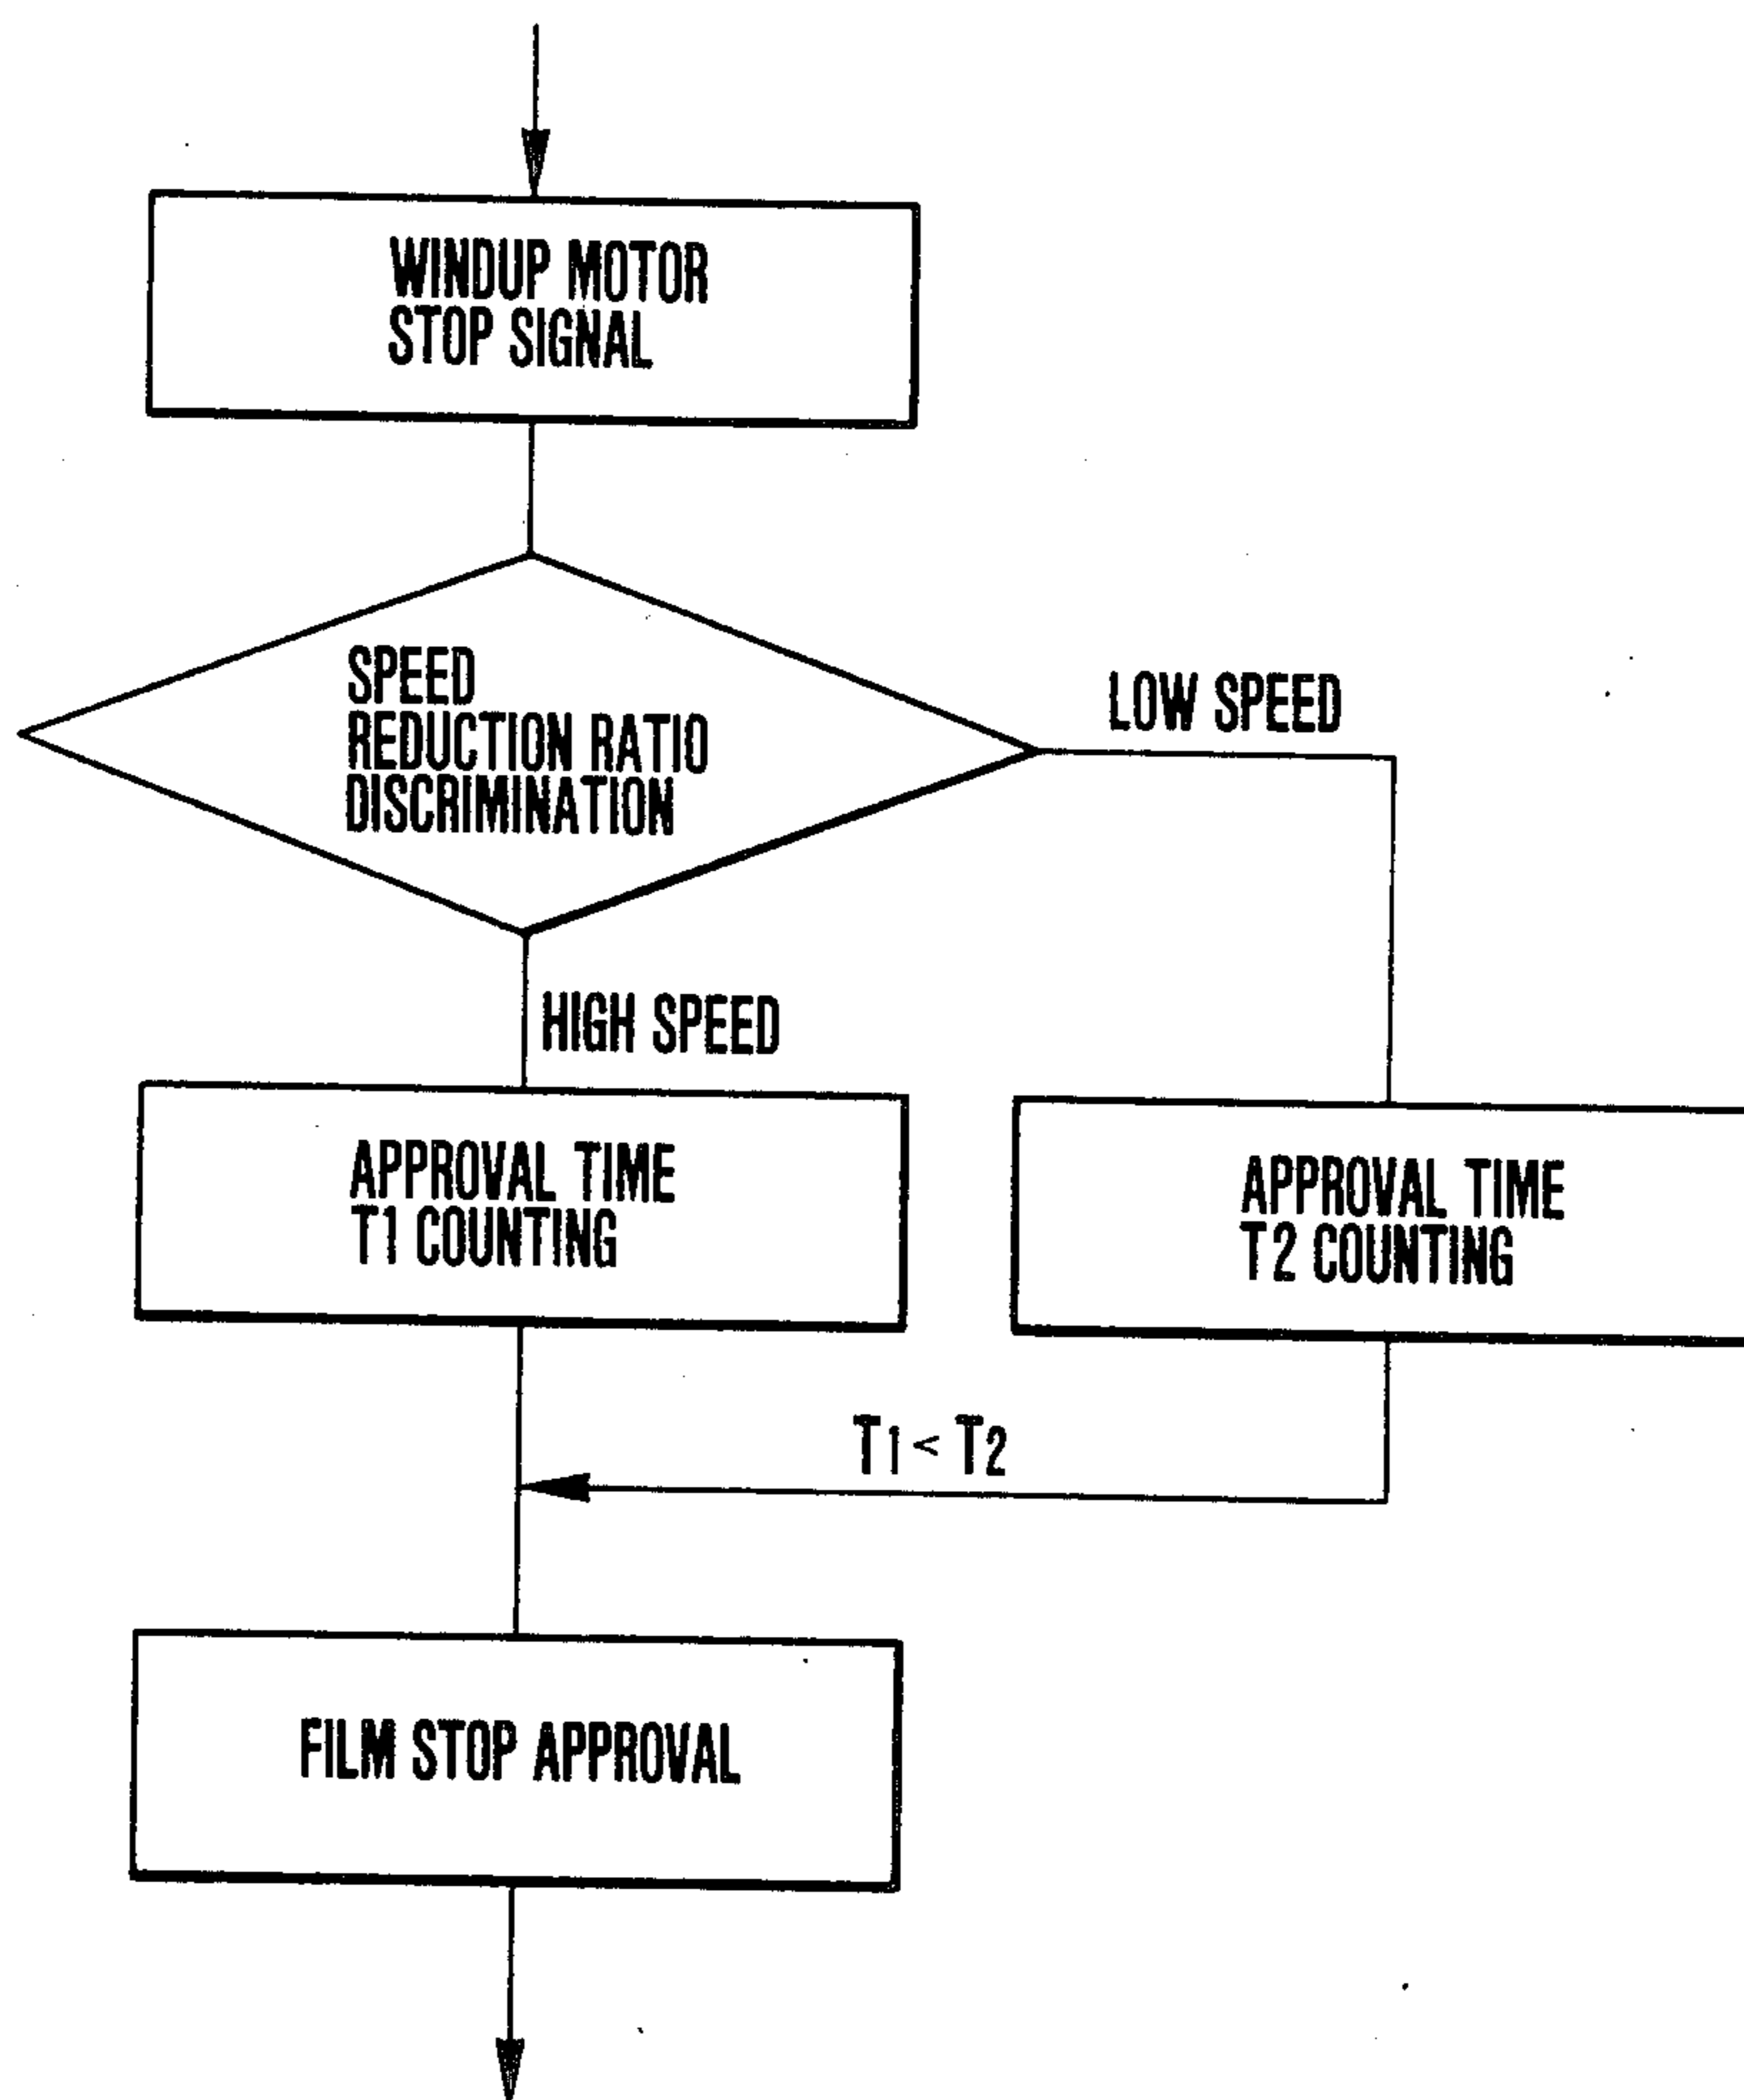 WINDUP MOTOR
STOP SIGNAL
SPEED
REDUCTION RATIO
DISCRIMINATION
LOW SPEED
HIGH SPEED
APPROVAL TIME
T1 COUNTING
APPROVAL TIME
T2 COUNTING
T1 < T2
FILM STOP APPROVAL